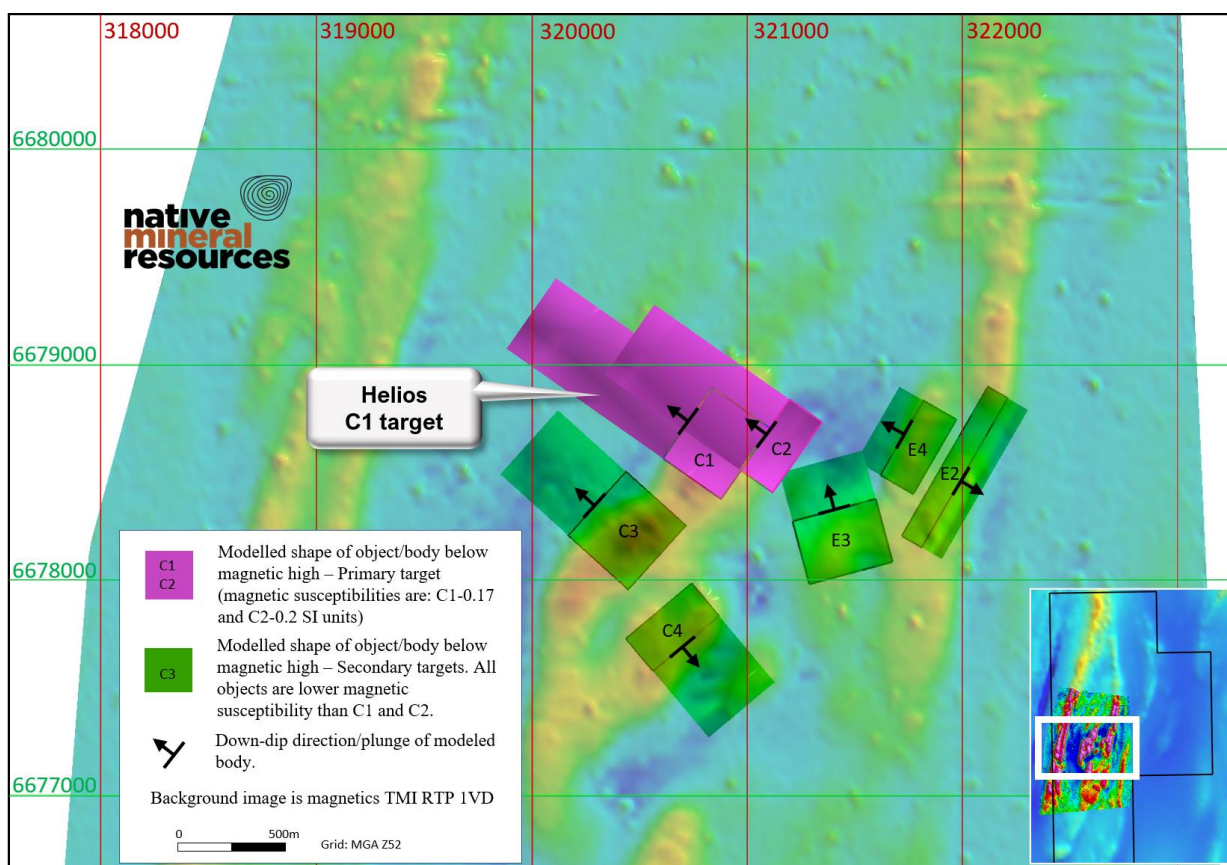 318000
319000
320000
321000
322000
6680000
native
mineral
resources
6679000
Helios
C1 target
C1
C2
E4
E2
C3
E3
6678000
C4
C1
C2
Modelled shape of object/body below
magnetic high – Primary target
(magnetic susceptibilities are: C1-0.17
and C2-0.2 SI units)
C3
Modelled shape of object/body below
magnetic high – Secondary targets. All
objects are lower magnetic
susceptibility than C1 and C2.
Down-dip direction/plunge of modeled
body.
6677000
Background image is magnetics TMI RTP 1VD
0 500m
Grid: MGA Z52